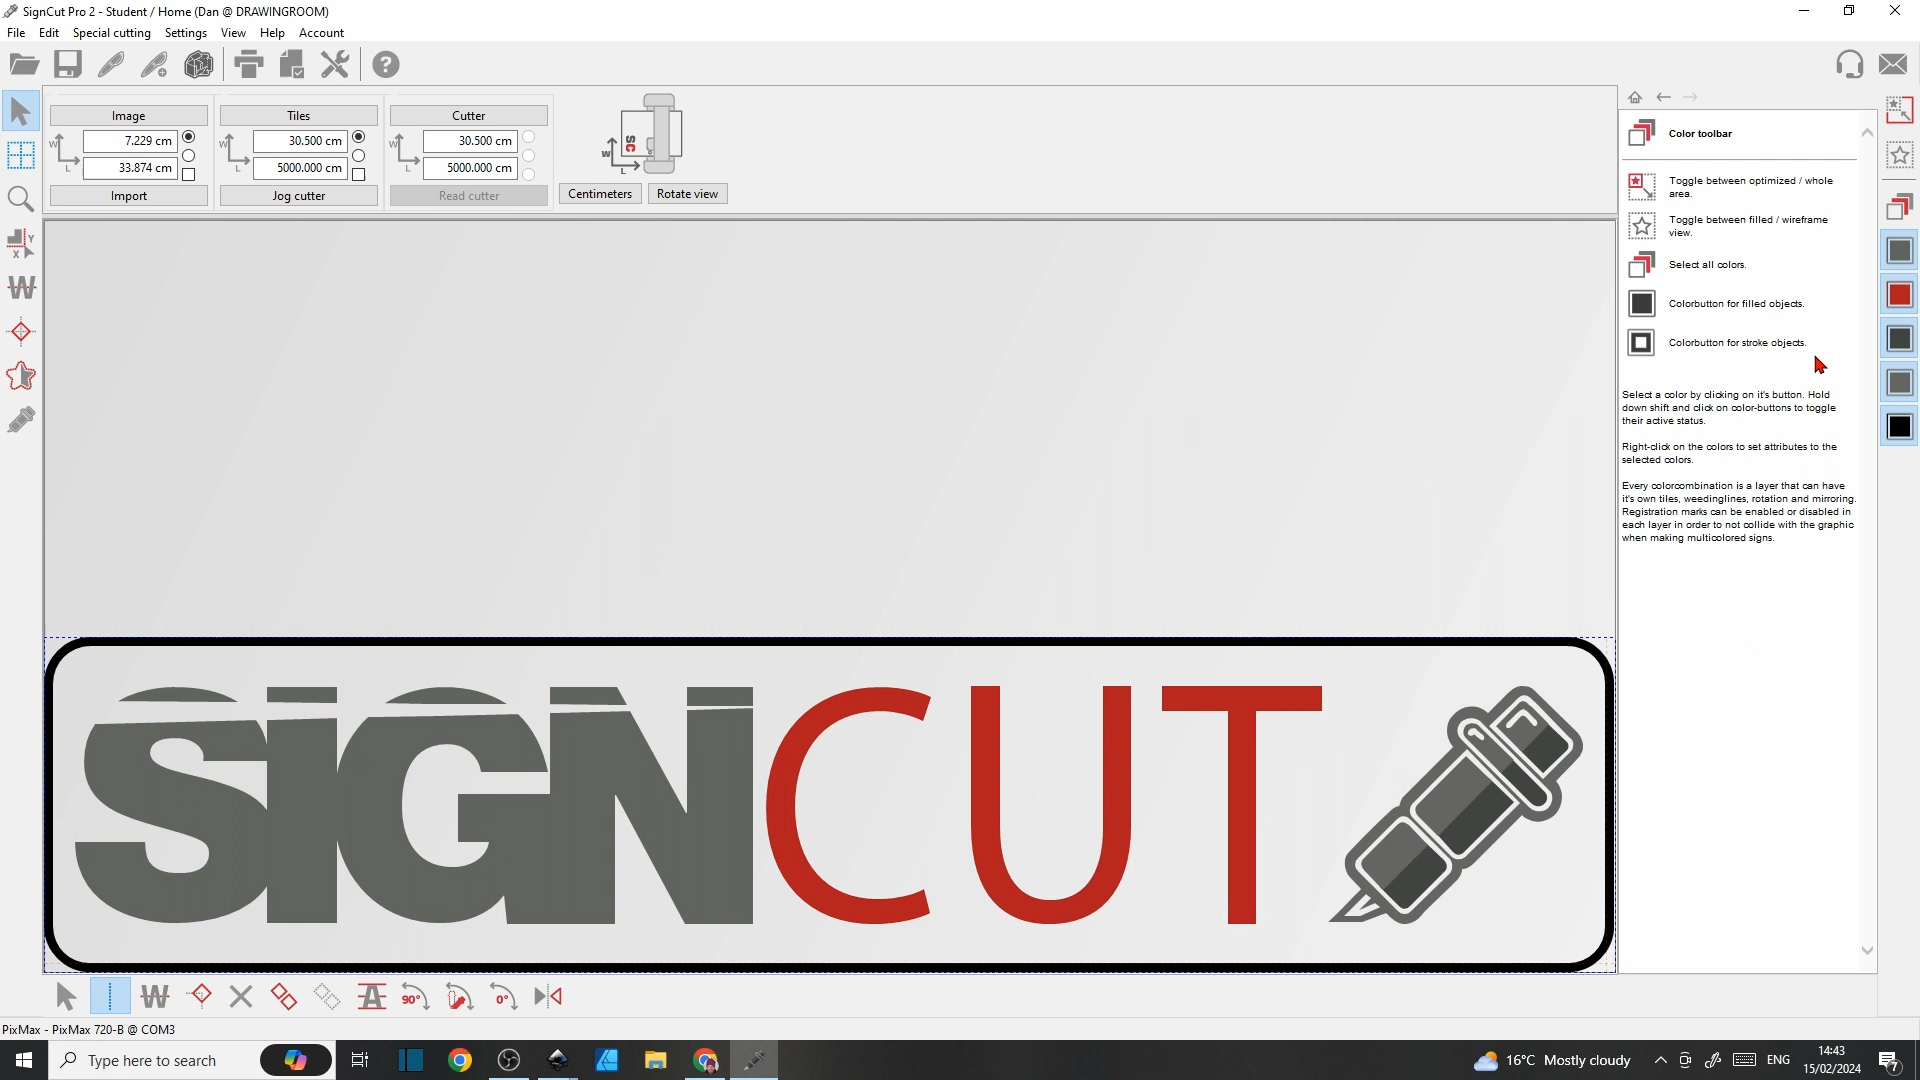 SignCut Pro 2 - Student / Home (Dan @ DRAWINGROOM)
File Edit Special cutting Settings View Help Account
Image
W 7.229 cm
L 33.874 cm
Import
Tiles
W 30.500 cm
L 5000.000 cm
Jog cutter
Cutter
W 30.500 cm
L 5000.000 cm
Read cutter
SC
W
L
Centimeters Rotate view
Color toolbar
Toggle between optimized / whole
area.
Toggle between filled / wireframe
view.
Select all colors.
Colorbutton for filled objects.
Colorbutton for stroke objects.
Select a color by clicking on it's button. Hold
down shift and click on color-buttons to toggle
their active status.
Right-click on the colors to set attributes to the
selected colors.
Every colorcombination is a layer that can have
it's own tiles, weedinglines, rotation and mirroring.
Registration marks can be enabled or disabled in
each layer in order to not collide with the graphic
when making multicolored signs.
Y
X
W
SiGNCUT
W A 90° 0°
PixMax - PixMax 720-B @ COM3
Type here to search
16°C Mostly cloudy
ENG
14:43
15/02/2024
7